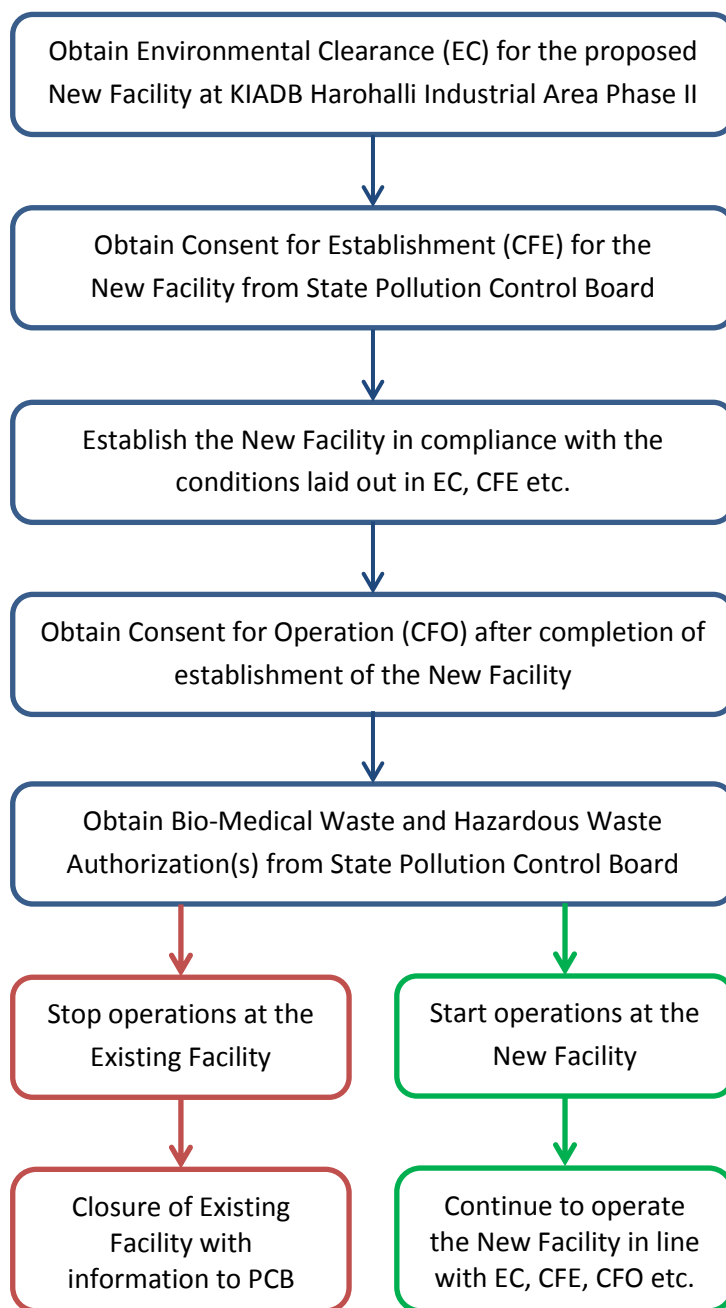 Obtain Environmental Clearance (EC) for the proposed
New Facility at KIADB Harohalli Industrial Area Phase II
Obtain Consent for Establishment (CFE) for the
New Facility from State Pollution Control Board
Establish the New Facility in compliance with the
conditions laid out in EC, CFE etc.
Obtain Consent for Operation (CFO) after completion of
establishment of the New Facility
Obtain Bio-Medical Waste and Hazardous Waste
Authorization(s) from State Pollution Control Board
Stop operations at the
Existing Facility
Start operations at the
New Facility
Closure of Existing
Facility with
information to PCB
Continue to operate
the New Facility in line
with EC, CFE, CFO etc.